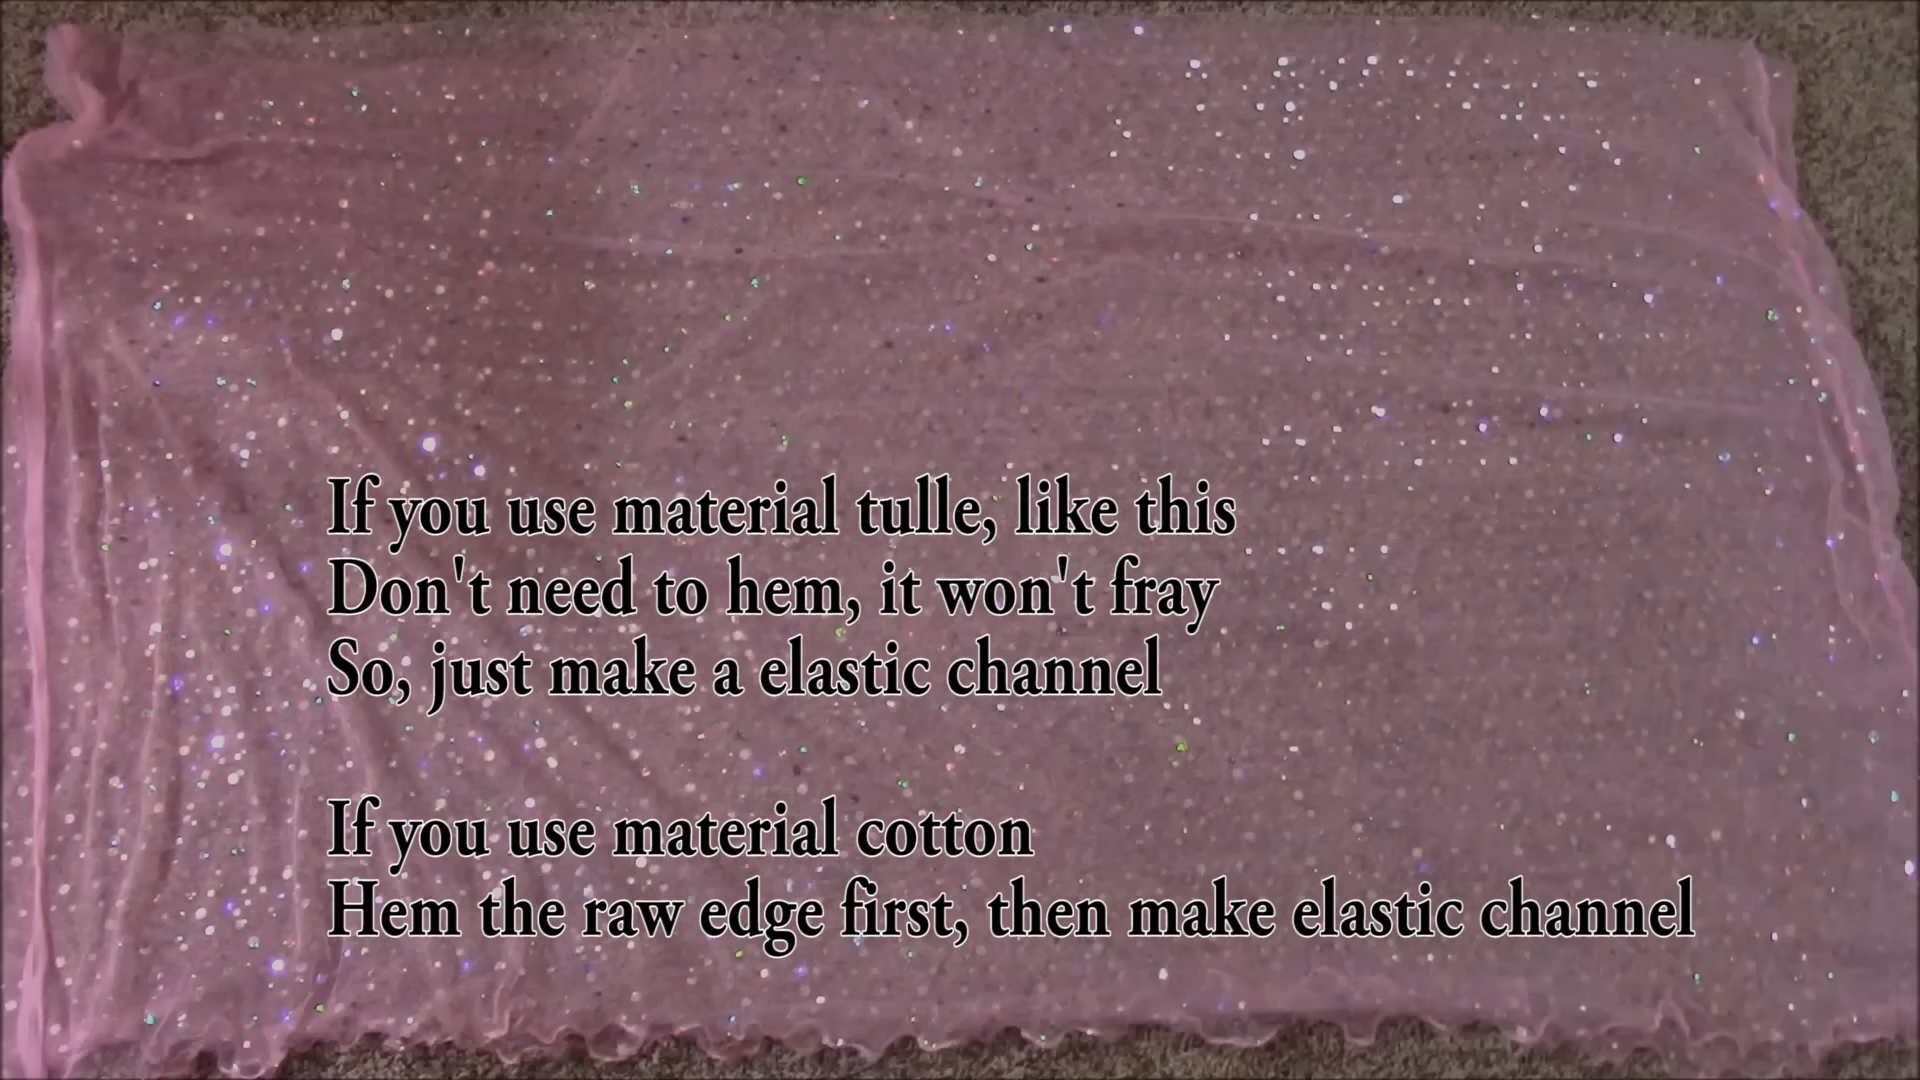 If you use material tulle, like this
Don't need to hem, it won't fray
So, just make a elastic channel
If you use material cotton
Hem the raw edge first, then make elastic channel